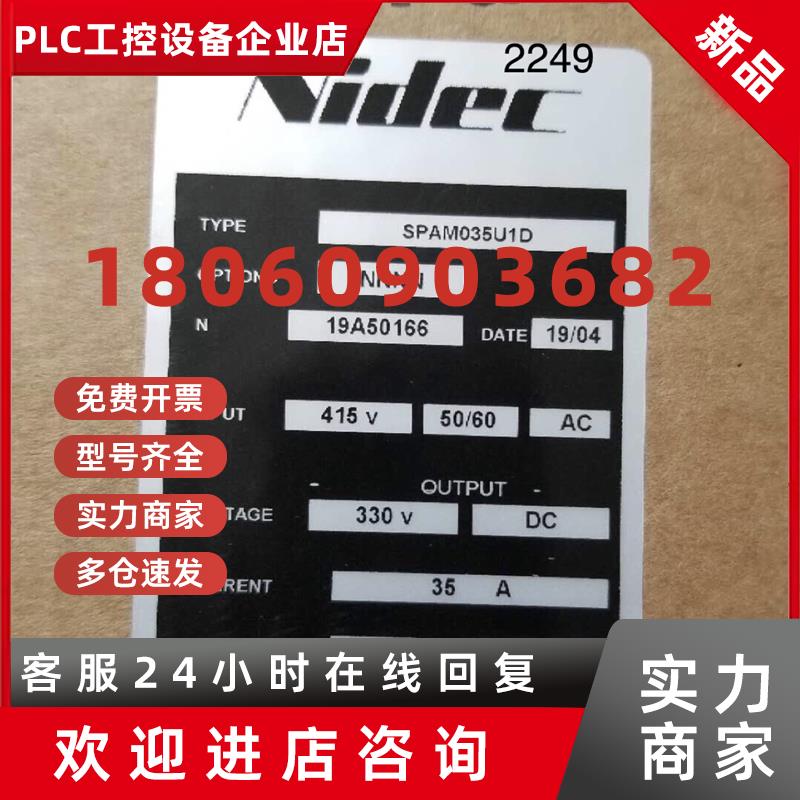 PLC工控设备企业店
新品
2249
Nidec
TYPE SPAM035U1D
18060903682
N 19A50166 DATE 19/04
免费开票
415 V 50/60 AC
型号齐全
- OUTPUT -
实力商家
330 V DC
多仓速发
35 A
客服24小时在线回复
实力商家
欢迎进店咨询